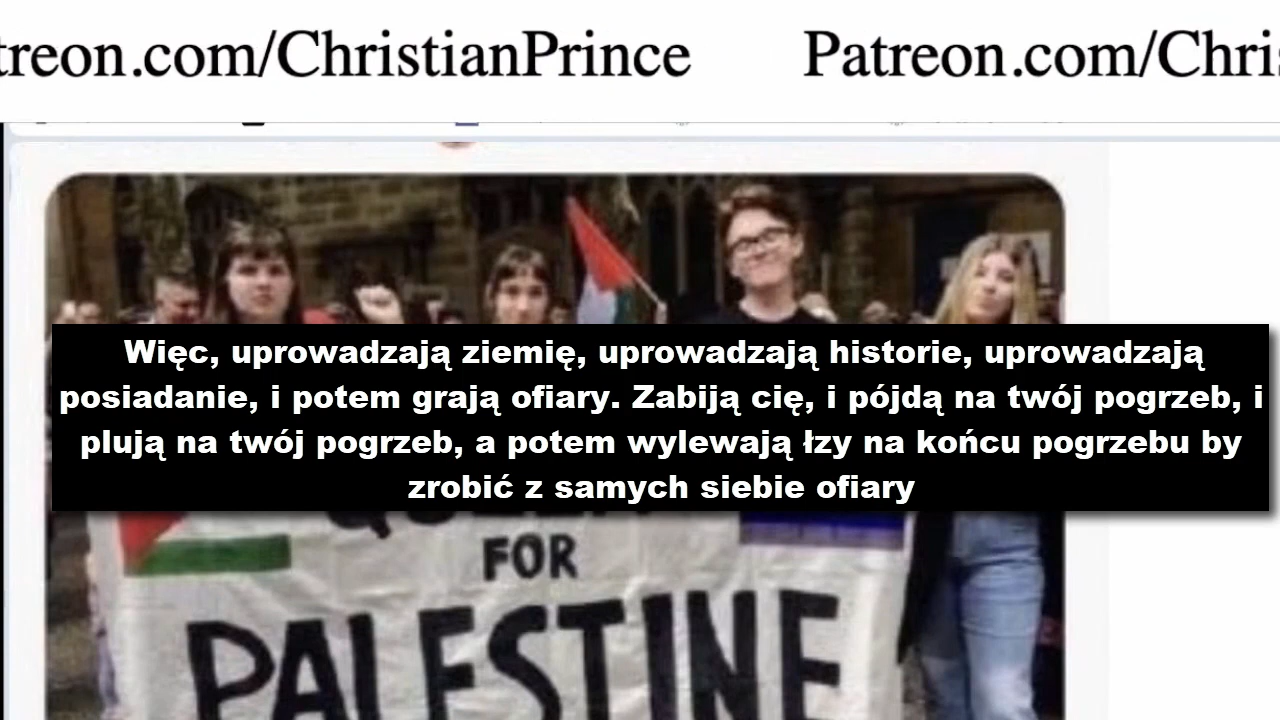 treon.com/ChristianPrince Patreon.com/Chris
Więc, uprowadzają ziemię, uprowadzają historie, uprowadzają
posiadanie, i potem grają ofiary. Zabiją cię, i pójdą na twój pogrzeb, i
plują na twój pogrzeb, a potem wylewają łzy na końcu pogrzebu by
zrobić z samych siebie ofiary
FOR
PALESTINE